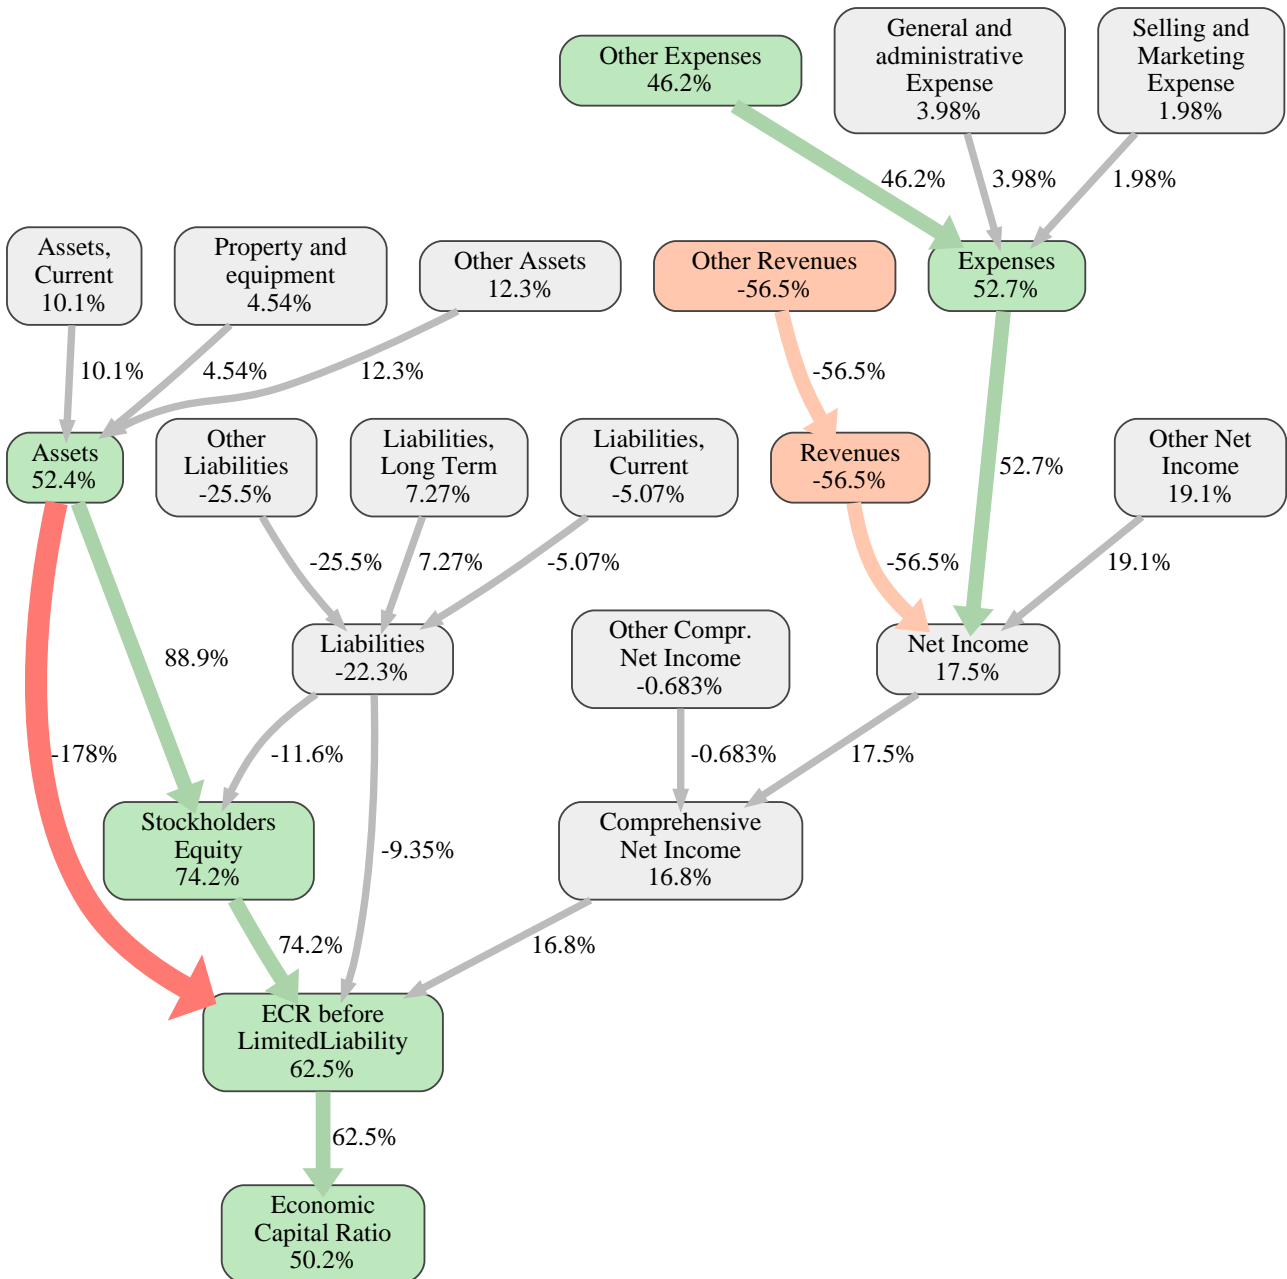 Other Expenses
46.2%
General and
administrative
Expense
3.98%
Selling and
Marketing
Expense
1.98%
46.2%
3.98%
1.98%
Assets,
Current
10.1%
Property and
equipment
4.54%
Other Assets
12.3%
Other Revenues
-56.5%
Expenses
52.7%
10.1%
4.54%
12.3%
-56.5%
Assets
52.4%
Other
Liabilities
-25.5%
Liabilities,
Long Term
7.27%
Liabilities,
Current
-5.07%
Revenues
-56.5%
52.7%
Other Net
Income
19.1%
-25.5%
7.27%
-5.07%
-56.5%
19.1%
88.9%
Liabilities
-22.3%
Other Compr.
Net Income
-0.683%
Net Income
17.5%
-178%
-11.6%
-0.683%
17.5%
Stockholders
Equity
74.2%
-9.35%
Comprehensive
Net Income
16.8%
74.2%
16.8%
ECR before
LimitedLiability
62.5%
62.5%
Economic
Capital Ratio
50.2%